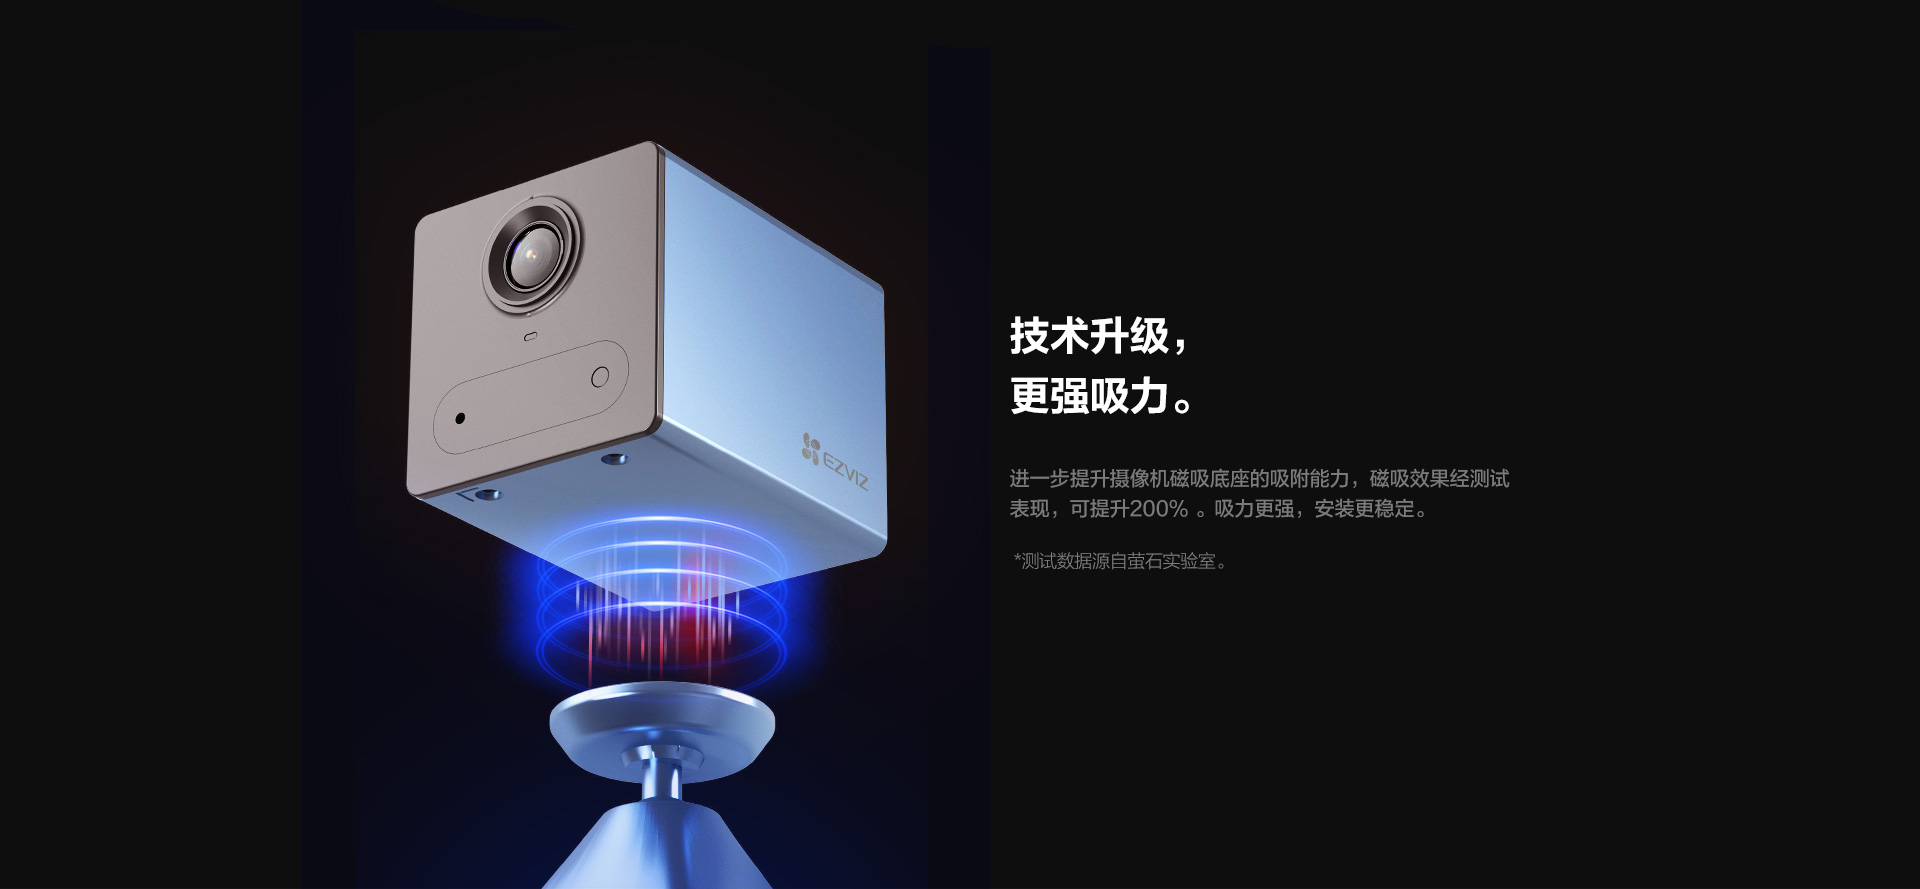 技术升级，
更强吸力。
进一步提升摄像机磁吸底座的吸附能力，磁吸效果经测试
表现，可提升200% 。吸力更强，安装更稳定。
*测试数据源自萤石实验室。
EZVIZ